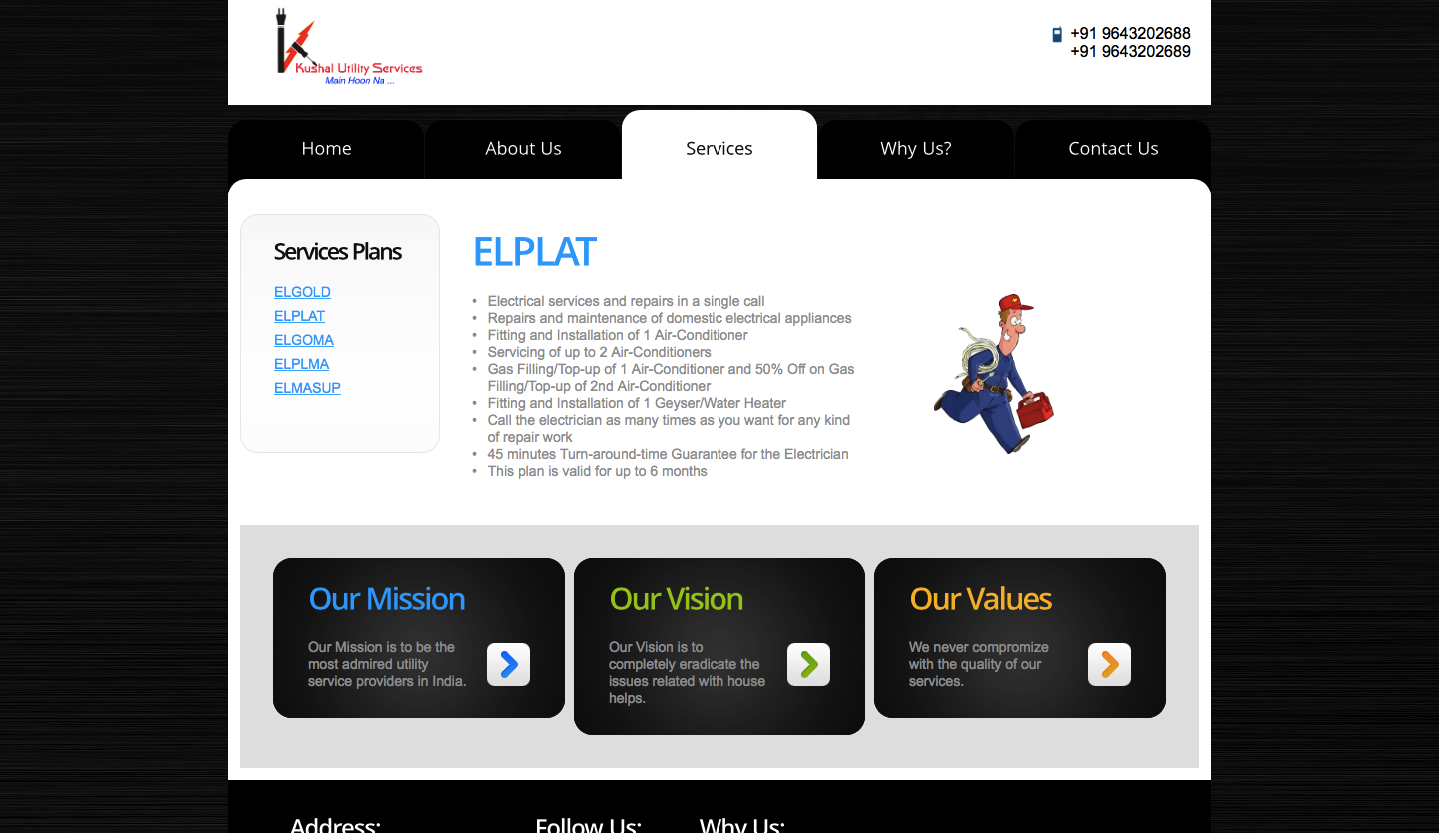 Kushal Utility Services
Main Hoon Na ...
+91 9643202688
+91 9643202689
Home
About Us
Services
Why Us?
Contact Us
Services Plans
ELGOLD
ELPLAT
ELGOMA
ELPLMA
ELMASUP
ELPLAT
• Electrical services and repairs in a single call
• Repairs and maintenance of domestic electrical appliances
• Fitting and Installation of 1 Air-Conditioner
• Servicing of up to 2 Air-Conditioners
• Gas Filling/Top-up of 1 Air-Conditioner and 50% Off on Gas
Filling/Top-up of 2nd Air-Conditioner
• Fitting and Installation of 1 Geyser/Water Heater
• Call the electrician as many times as you want for any kind
of repair work
• 45 minutes Turn-around-time Guarantee for the Electrician
• This plan is valid for up to 6 months
Our Mission
Our Mission is to be the
most admired utility
service providers in India.
Our Vision
Our Vision is to
completely eradicate the
issues related with house
helps.
Our Values
We never compromize
with the quality of our
services.
Address:
Follow Us:
Why Us: